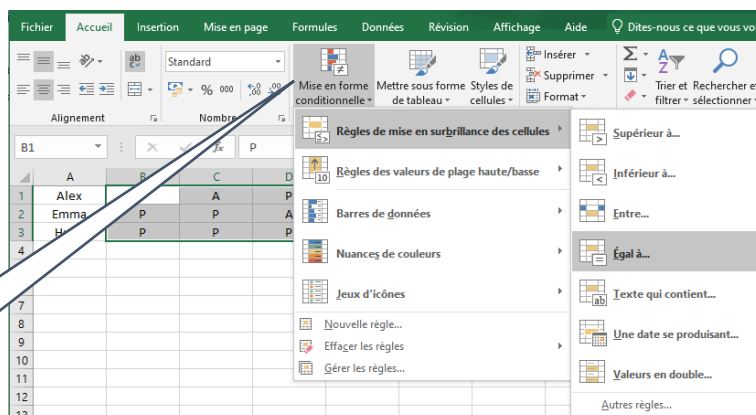 Fichier Accueil Insertion Mise en page Formules Données Révision Affichage Aide Dites-nous ce que vous vo
ab Standard Insérer
% 000 ,00 Supprimer
Mise en forme conditionnelle Mettre sous forme de tableau Styles de cellules Format Trier et filtrer Rechercher et sélectionner
Alignement Nombre
B1 fx P
A B C D
1 Alex A P
2 Emma P P A
3 P P P
4
7
8
9
10
11
12
13
Règles de mise en surbrillance des cellules
Règles des valeurs de plage haute/basse
Barres de données
Nuances de couleurs
Jeux d'icônes
Nouvelle règle...
Effacer les règles
Gérer les règles...
Supérieur à...
Inférieur à...
Entre...
Égal à...
Texte qui contient...
Une date se produisant...
Valeurs en double...
Autres règles...